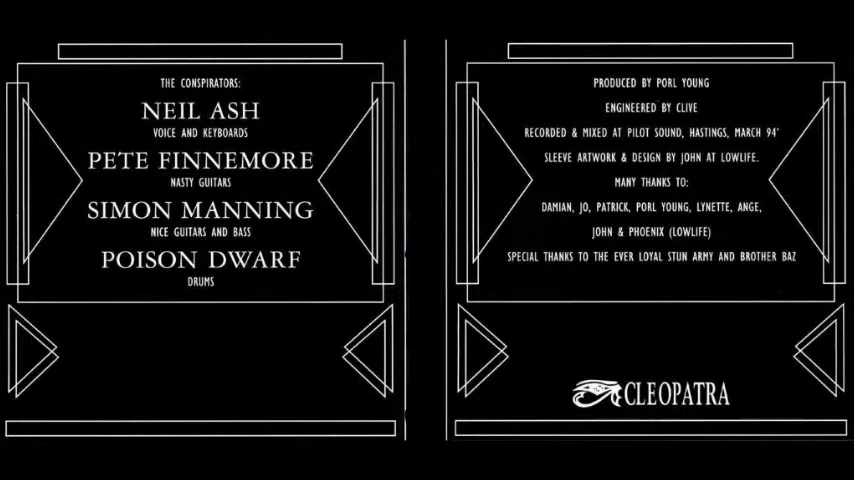 THE CONSPIRATORS:
NEIL ASH
VOICE AND KEYBOARDS
PETE FINNEMORE
NASTY GUITARS
SIMON MANNING
NICE GUITARS AND BASS
POISON DWARF
DRUMS
PRODUCED BY PORL YOUNG
ENGINEERED BY CLIVE
RECORDED & MIXED AT PILOT SOUND, HASTINGS, MARCH 94'
SLEEVE ARTWORK & DESIGN BY JOHN AT LOWLIFE.
MANY THANKS TO:
DAMIAN, JO, PATRICK, PORL YOUNG, LYNETTE, ANGE,
JOHN & PHOENIX (LOWLIFE)
SPECIAL THANKS TO THE EVER LOYAL STUN ARMY AND BROTHER BAZ
CLEOPATRA